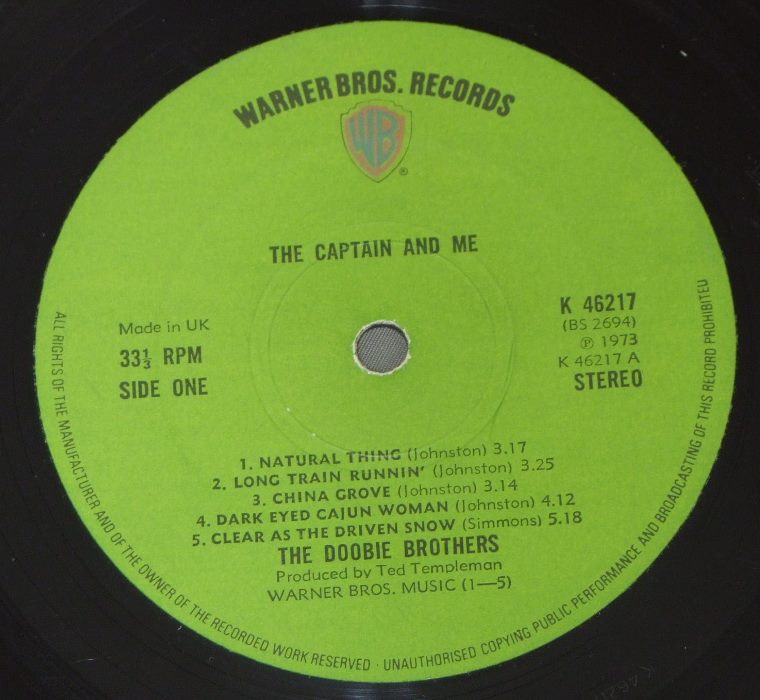 WARNER BROS. RECORDS
WB
®
THE CAPTAIN AND ME
Made in UK
33⅓ RPM
SIDE ONE
K 46217
(BS 2694)
℗ 1973
K 46217 A
STEREO
1. NATURAL THING (Johnston) 3.17
2. LONG TRAIN RUNNIN' (Johnston) 3.25
3. CHINA GROVE (Johnston) 3.14
4. DARK EYED CAJUN WOMAN (Johnston) 4.12
5. CLEAR AS THE DRIVEN SNOW (Simmons) 5.18
THE DOOBIE BROTHERS
Produced by Ted Templeman
WARNER BROS. MUSIC (1—5)
ALL RIGHTS OF THE MANUFACTURER AND OF THE OWNER OF THE RECORDED WORK RESERVED · UNAUTHORISED COPYING PUBLIC PERFORMANCE AND BROADCASTING OF THIS RECORD PROHIBITED